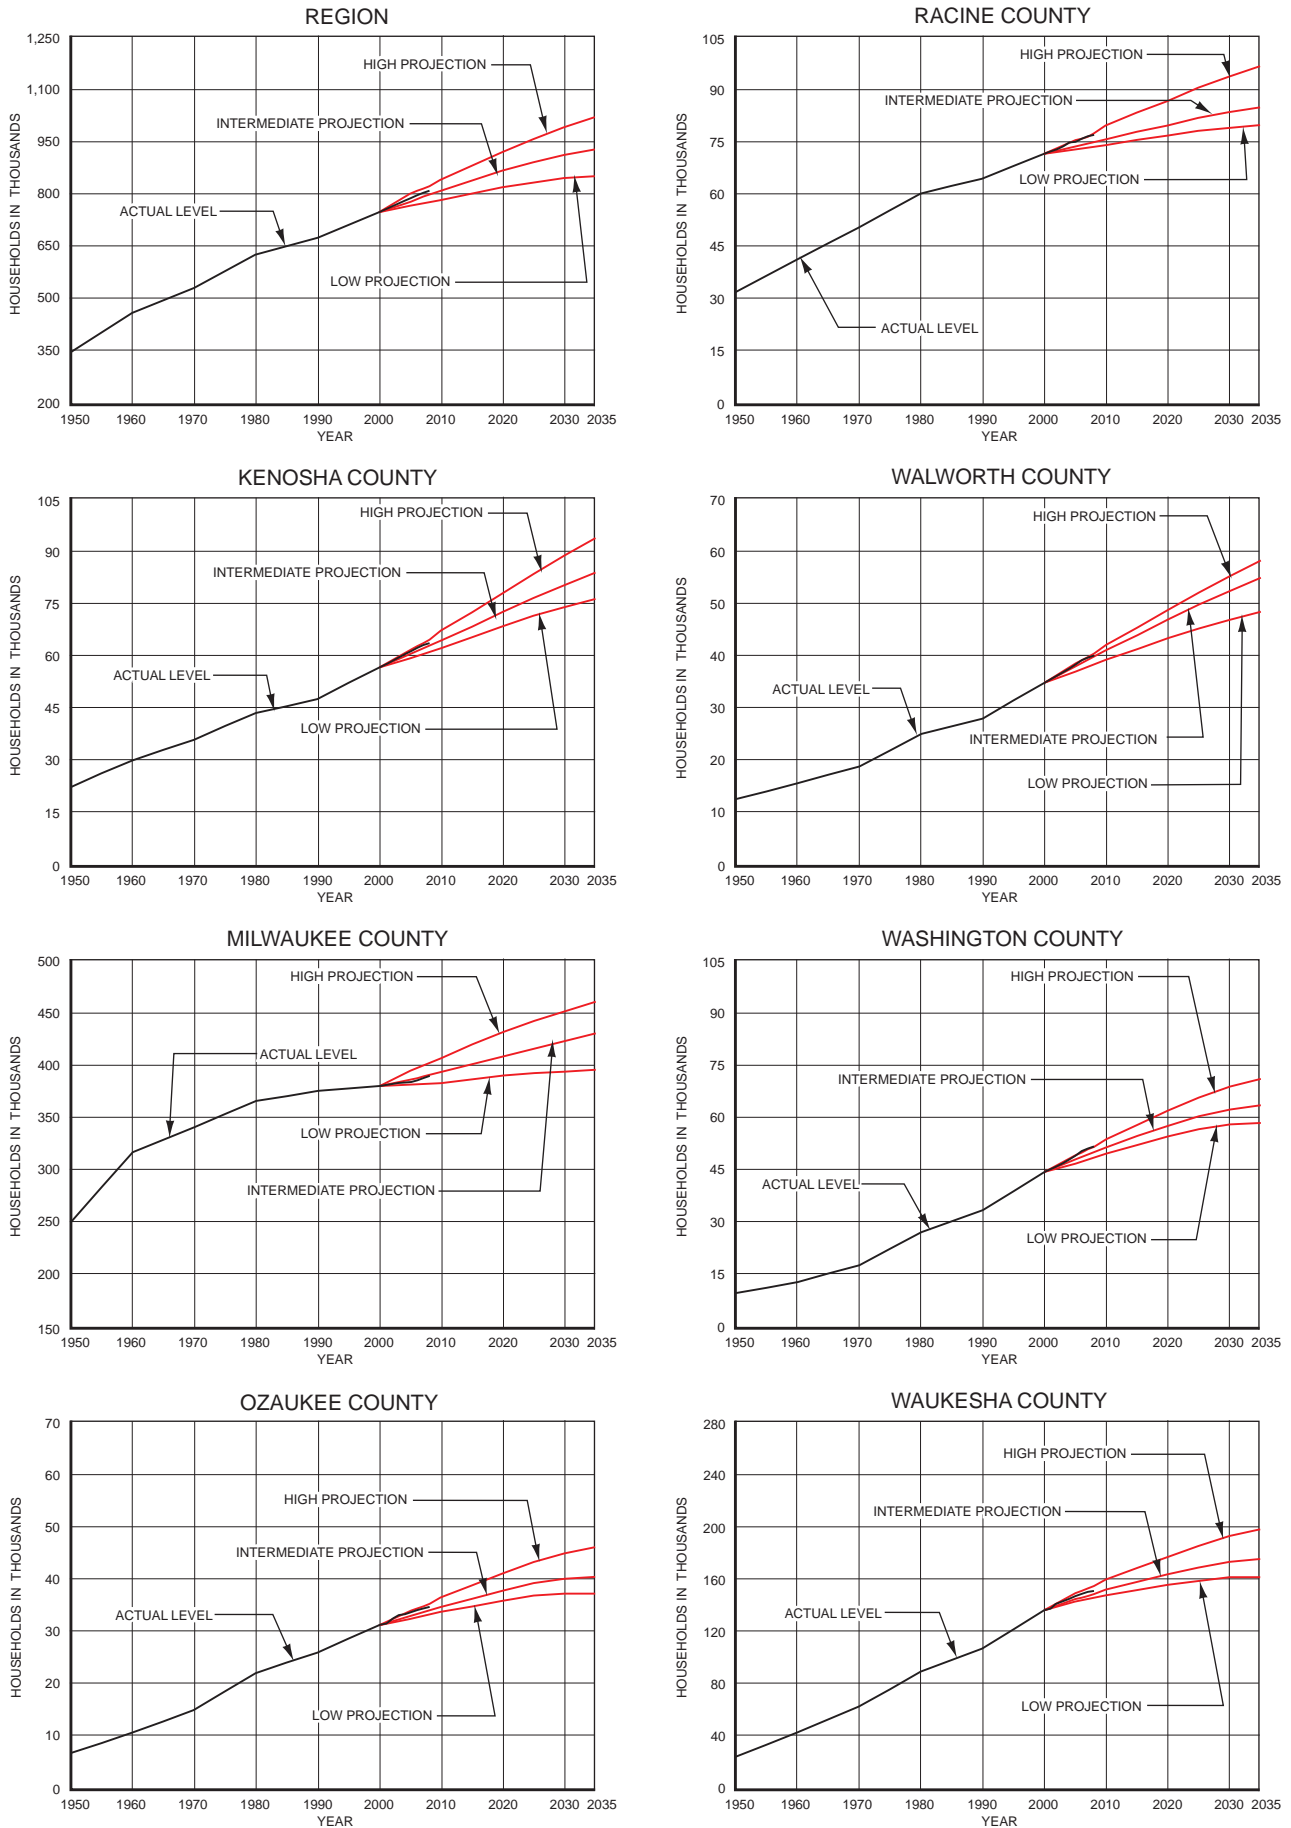 REGION
1,250
1,100
950
800
650
500
350
200
HOUSEHOLDS IN THOUSANDS
HIGH PROJECTION
INTERMEDIATE PROJECTION
ACTUAL LEVEL
LOW PROJECTION
1950 1960 1970 1980 1990 2000 2010 2020 2030 2035
YEAR
RACINE COUNTY
105
90
75
60
45
30
15
0
HOUSEHOLDS IN THOUSANDS
HIGH PROJECTION
INTERMEDIATE PROJECTION
LOW PROJECTION
ACTUAL LEVEL
1950 1960 1970 1980 1990 2000 2010 2020 2030 2035
YEAR
KENOSHA COUNTY
105
90
75
60
45
30
15
0
HOUSEHOLDS IN THOUSANDS
HIGH PROJECTION
INTERMEDIATE PROJECTION
ACTUAL LEVEL
LOW PROJECTION
1950 1960 1970 1980 1990 2000 2010 2020 2030 2035
YEAR
WALWORTH COUNTY
70
60
50
40
30
20
10
0
HOUSEHOLDS IN THOUSANDS
HIGH PROJECTION
ACTUAL LEVEL
INTERMEDIATE PROJECTION
LOW PROJECTION
1950 1960 1970 1980 1990 2000 2010 2020 2030 2035
YEAR
MILWAUKEE COUNTY
500
450
400
350
300
250
200
150
HOUSEHOLDS IN THOUSANDS
HIGH PROJECTION
ACTUAL LEVEL
LOW PROJECTION
INTERMEDIATE PROJECTION
1950 1960 1970 1980 1990 2000 2010 2020 2030 2035
YEAR
WASHINGTON COUNTY
105
90
75
60
45
30
15
0
HOUSEHOLDS IN THOUSANDS
HIGH PROJECTION
INTERMEDIATE PROJECTION
ACTUAL LEVEL
LOW PROJECTION
1950 1960 1970 1980 1990 2000 2010 2020 2030 2035
YEAR
OZAUKEE COUNTY
70
60
50
40
30
20
10
0
HOUSEHOLDS IN THOUSANDS
HIGH PROJECTION
INTERMEDIATE PROJECTION
ACTUAL LEVEL
LOW PROJECTION
1950 1960 1970 1980 1990 2000 2010 2020 2030 2035
YEAR
WAUKESHA COUNTY
280
240
200
160
120
80
40
0
HOUSEHOLDS IN THOUSANDS
HIGH PROJECTION
INTERMEDIATE PROJECTION
ACTUAL LEVEL
LOW PROJECTION
1950 1960 1970 1980 1990 2000 2010 2020 2030 2035
YEAR